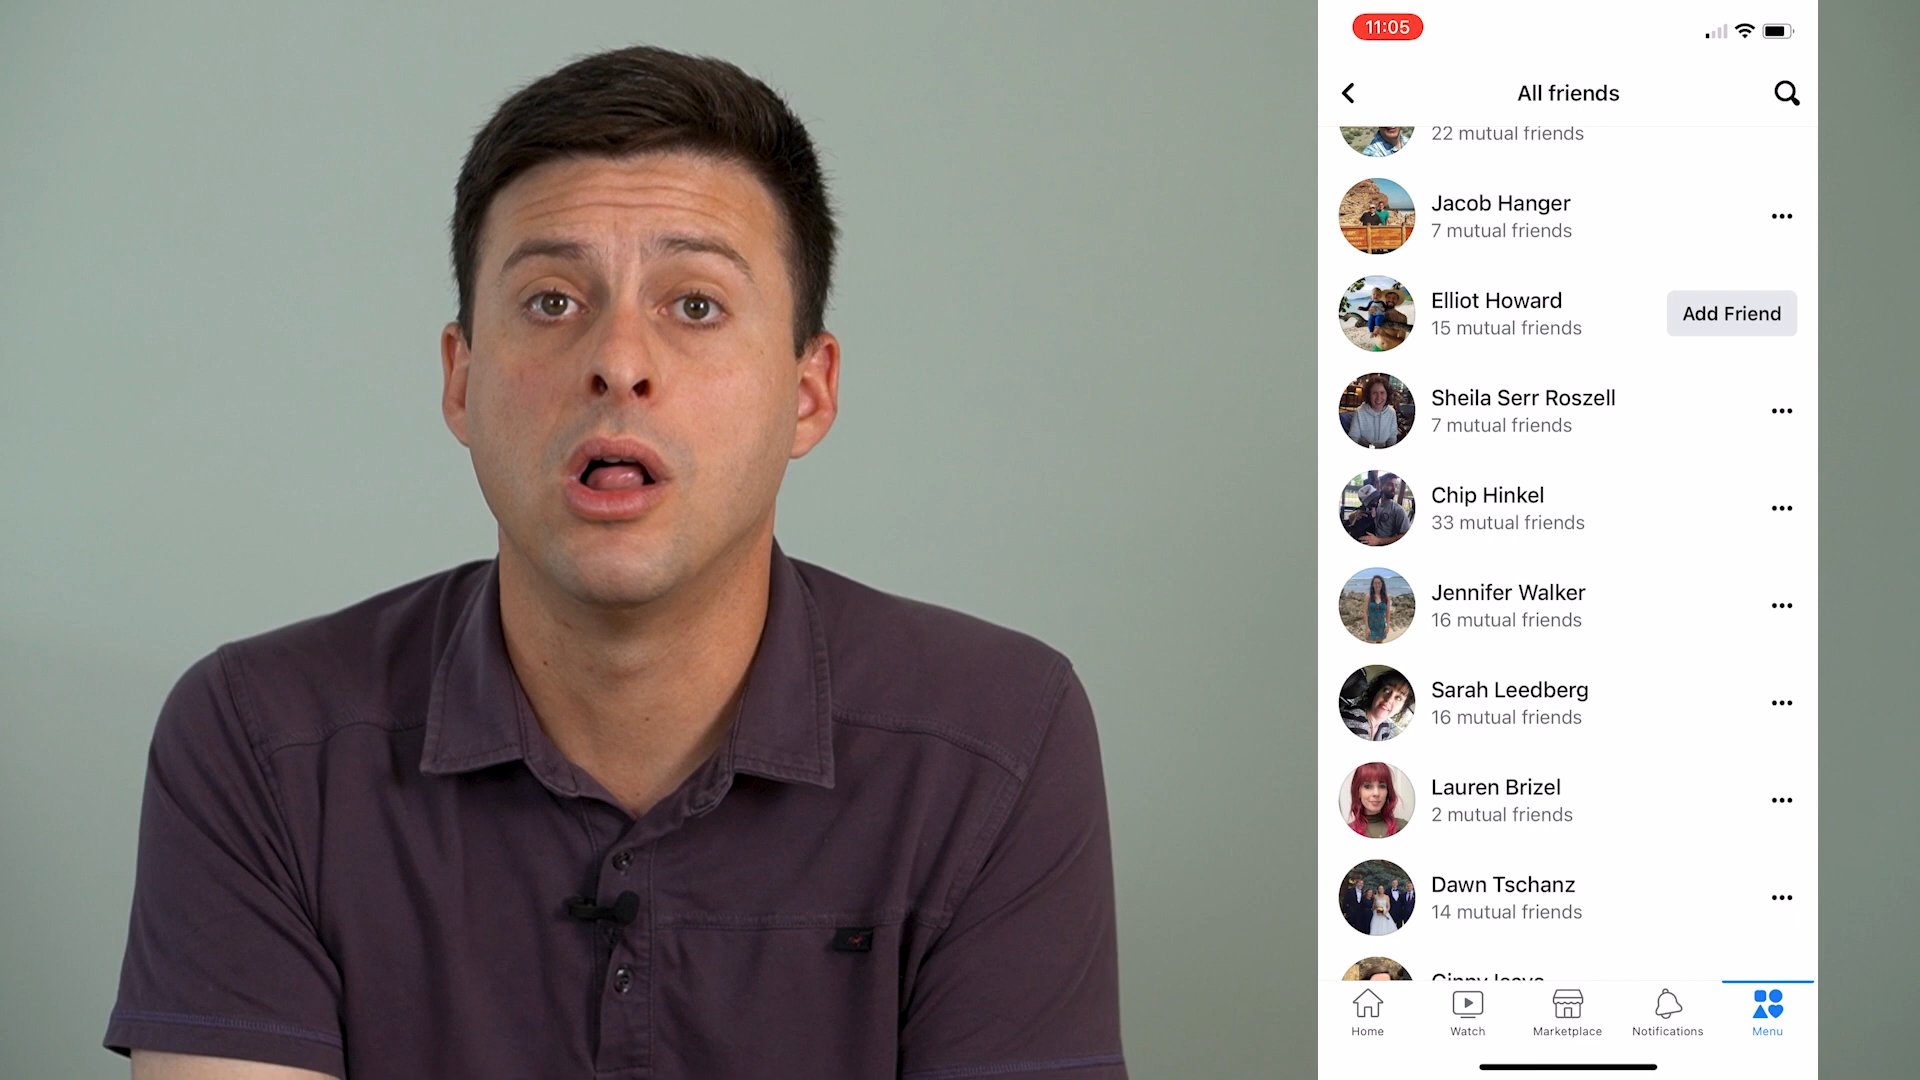 11:05
All friends
22 mutual friends
Jacob Hanger
7 mutual friends
Elliot Howard
15 mutual friends
Add Friend
Sheila Serr Roszell
7 mutual friends
Chip Hinkel
33 mutual friends
Jennifer Walker
16 mutual friends
Sarah Leedberg
16 mutual friends
Lauren Brizel
2 mutual friends
Dawn Tschanz
14 mutual friends
Home
Watch
Marketplace
Notifications
Menu